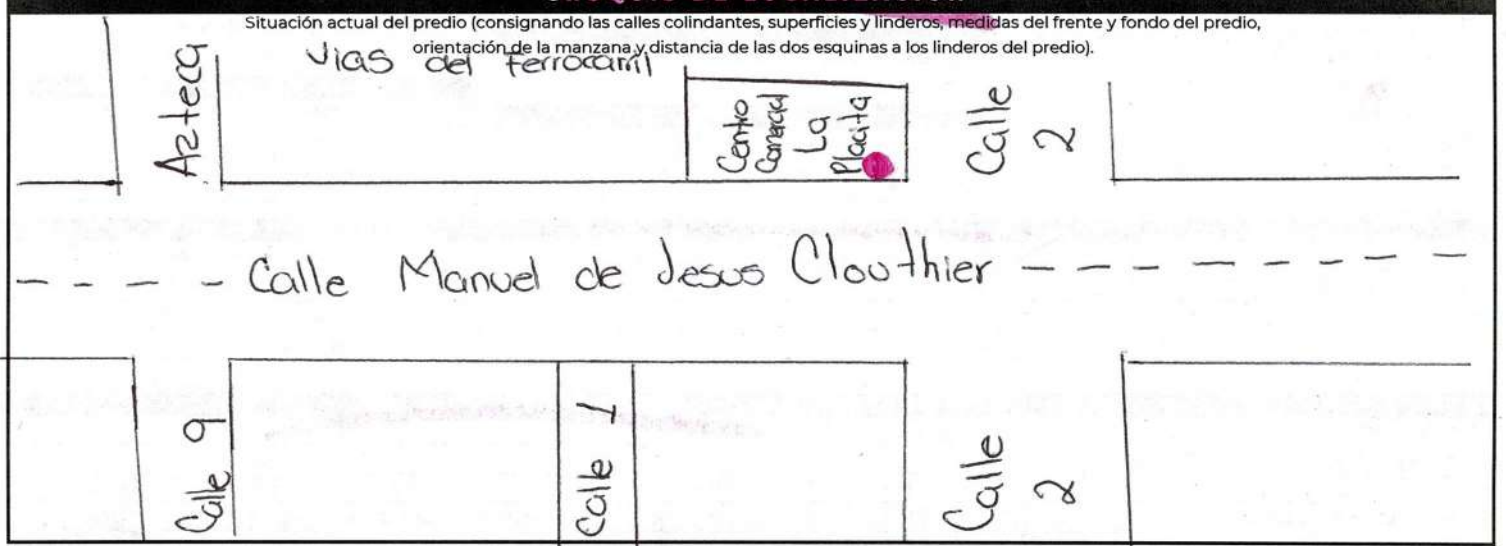 Situación actual del predio (consignando las calles colindantes, superficies y linderos, medidas del frente y fondo del predio,
orientación de la manzana y distancia de las dos esquinas a los linderos del predio).
Vias del ferrocarril
Azteca
Centro
Comercial
La
Placita
Calle
2
Calle Manuel de Jesus Clouthier
Calle 9
calle 1
Calle
2